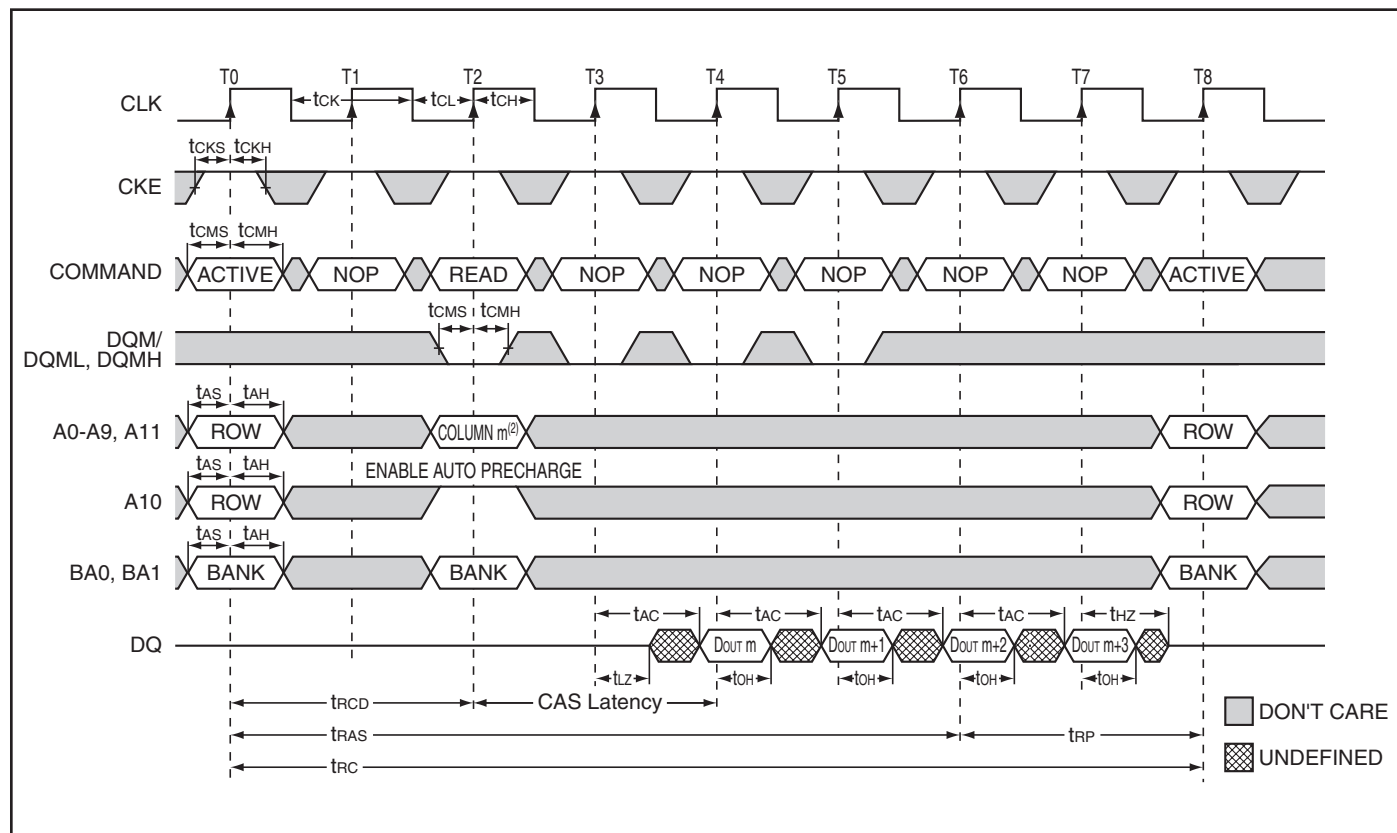 T0 T1 T2 T3 T4 T5 T6 T7 T8
CLK tCK tCL tCH
tCKS tCKH
CKE
tCMS tCMH
COMMAND ACTIVE NOP READ NOP NOP NOP NOP NOP ACTIVE
tCMS tCMH
DQM/
DQML, DQMH
tAS tAH
A0-A9, A11 ROW COLUMN m(2) ROW
tAS tAH ENABLE AUTO PRECHARGE
A10 ROW ROW
tAS tAH
BA0, BA1 BANK BANK BANK
tAC tAC tAC tAC tHZ
DQ DOUT m DOUT m+1 DOUT m+2 DOUT m+3
tLZ tOH tOH tOH tOH
tRCD CAS Latency
DON'T CARE
tRAS tRP
UNDEFINED
tRC